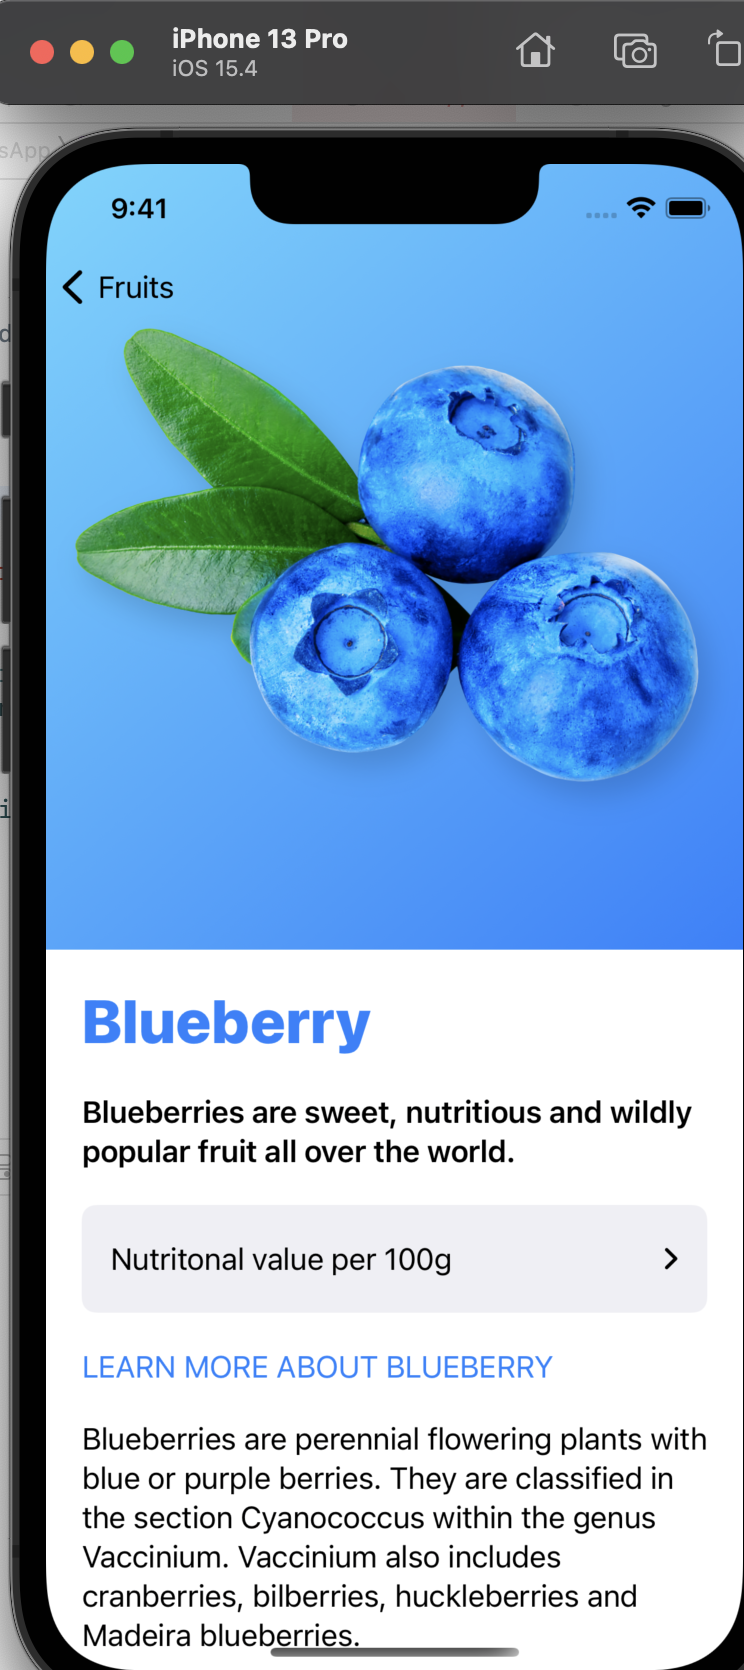 iPhone 13 Pro
iOS 15.4
sApp
9:41
Fruits
Blueberry
Blueberries are sweet, nutritious and wildly
popular fruit all over the world.
Nutritonal value per 100g
LEARN MORE ABOUT BLUEBERRY
Blueberries are perennial flowering plants with
blue or purple berries. They are classified in
the section Cyanococcus within the genus
Vaccinium. Vaccinium also includes
cranberries, bilberries, huckleberries and
Madeira blueberries.